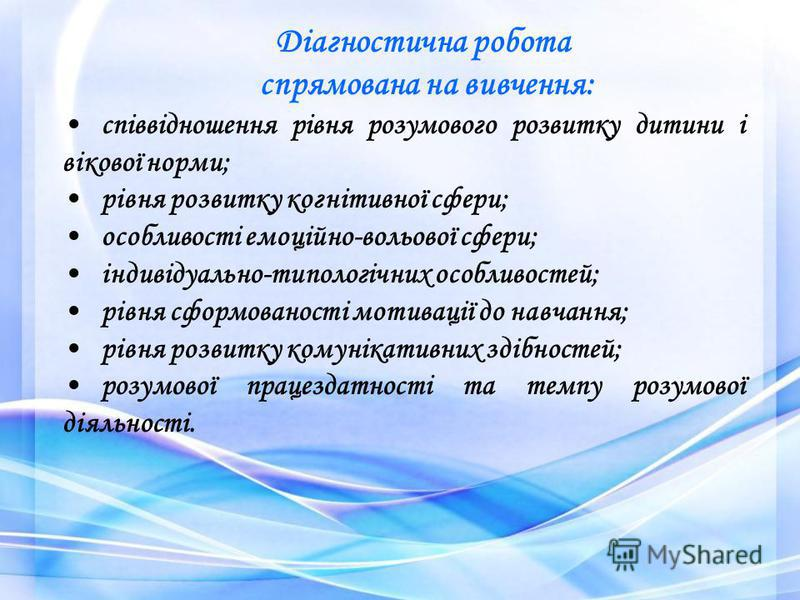 Діагностична робота
спрямована на вивчення:
• співвідношення рівня розумового розвитку дитини і
вікової норми;
• рівня розвитку когнітивної сфери;
• особливості емоційно-вольової сфери;
• індивідуально-типологічних особливостей;
• рівня сформованості мотивації до навчання;
• рівня розвитку комунікативних здібностей;
• розумової працездатності та темпу розумової
діяльності.
MyShared